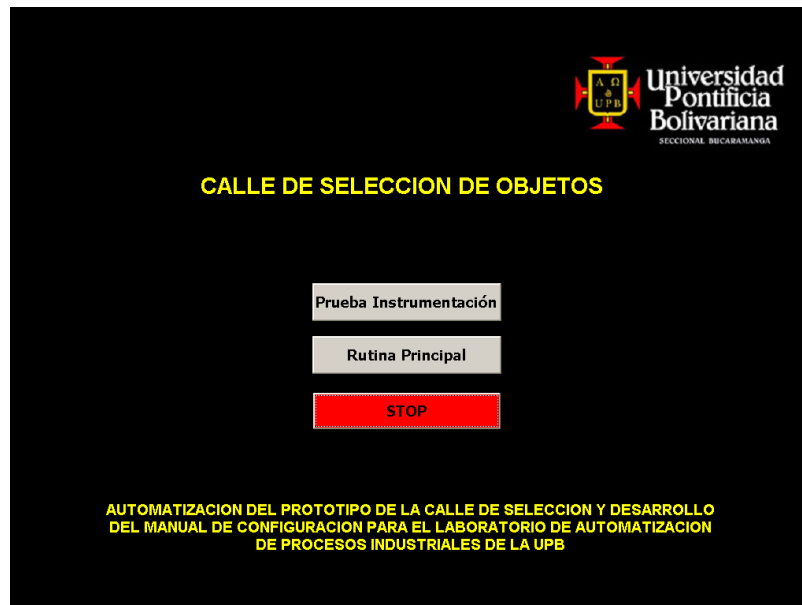 Α Ω
&
UPB
Universidad
Pontificia
Bolivariana
SECCIONAL BUCARAMANGA
CALLE DE SELECCION DE OBJETOS
Prueba Instrumentación
Rutina Principal
STOP
AUTOMATIZACION DEL PROTOTIPO DE LA CALLE DE SELECCION Y DESARROLLO
DEL MANUAL DE CONFIGURACION PARA EL LABORATORIO DE AUTOMATIZACION
DE PROCESOS INDUSTRIALES DE LA UPB